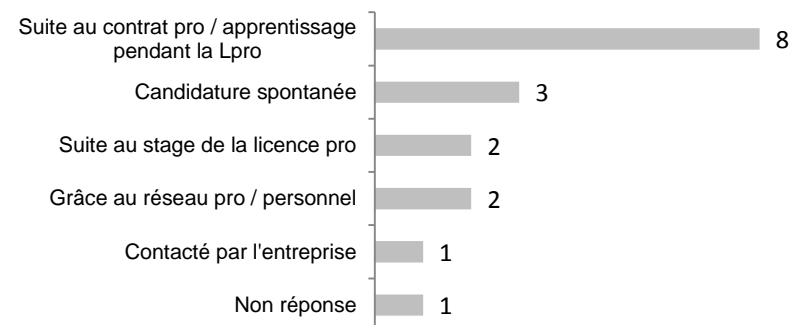 Suite au contrat pro / apprentissage
pendant la Lpro
8
Candidature spontanée
3
Suite au stage de la licence pro
2
Grâce au réseau pro / personnel
2
Contacté par l'entreprise
1
Non réponse
1